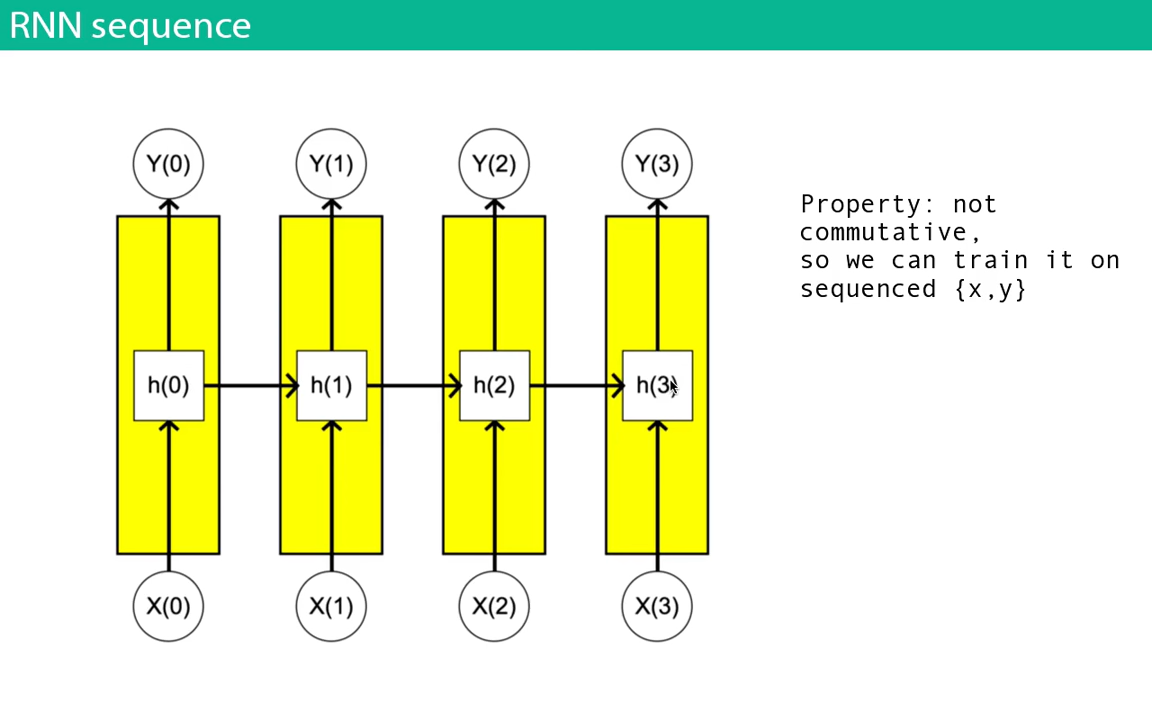 RNN sequence
Y(0) Y(1) Y(2) Y(3)
Property: not
commutative,
so we can train it on
sequenced {x,y}
h(0) h(1) h(2) h(3)
X(0) X(1) X(2) X(3)